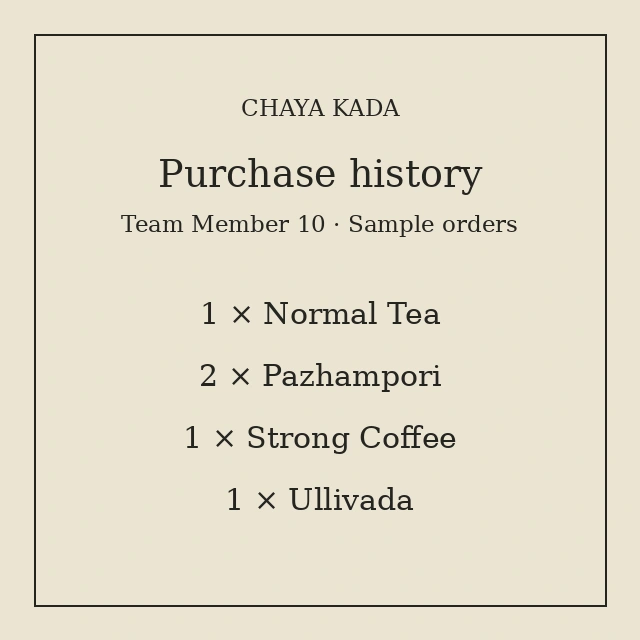 CHAYA KADA
Purchase history
Team Member 10 · Sample orders
1 × Normal Tea
2 × Pazhampori
1 × Strong Coffee
1 × Ullivada